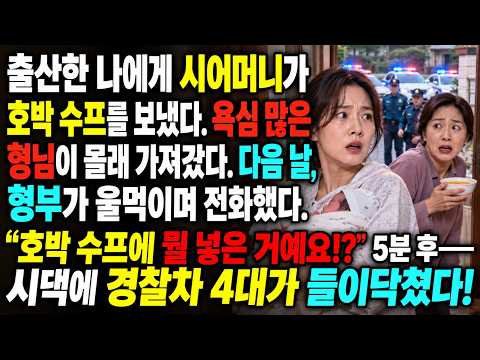 출산한 나에게 시어머니가
호박 수프를 보냈다. 욕심 많은
형님이 몰래 가져갔다. 다음 날,
형부가 울먹이며 전화했다.
“호박 수프에 뭘 넣은 거예요!?” 5분 후—
시댁에 경찰차 4대가 들이닥쳤다!